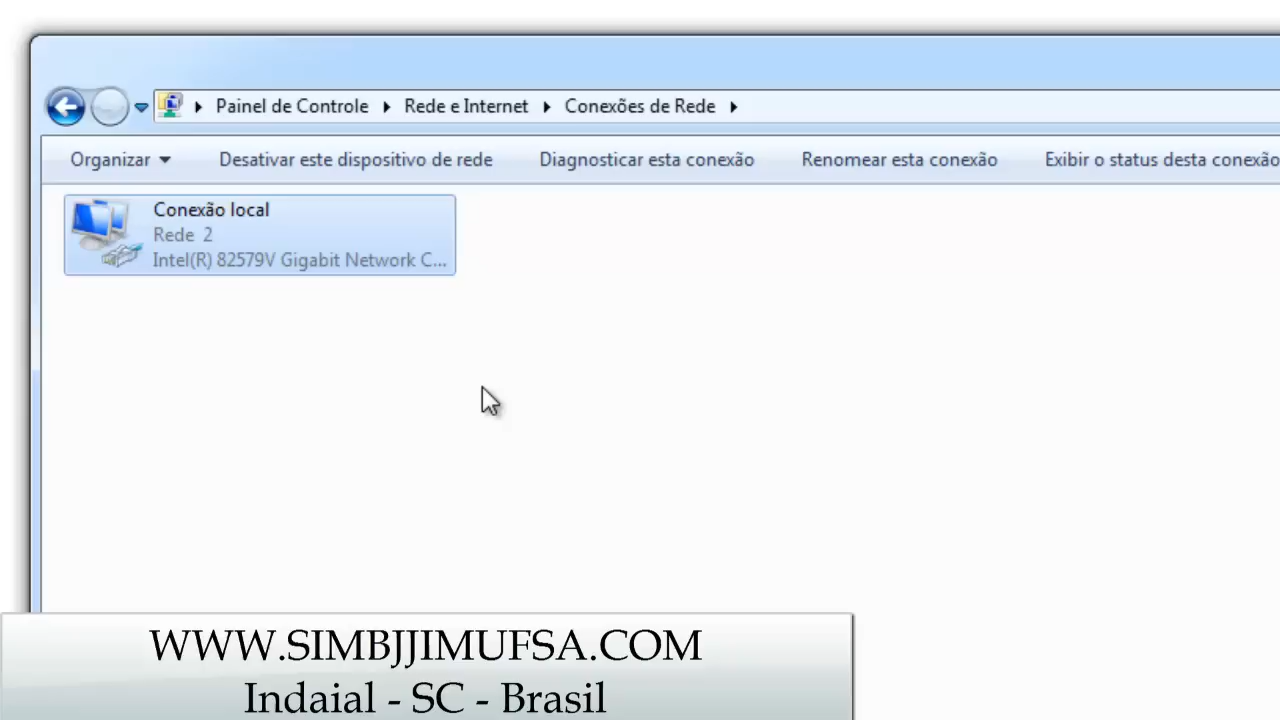 Painel de Controle Rede e Internet Conexões de Rede
Organizar Desativar este dispositivo de rede Diagnosticar esta conexão Renomear esta conexão Exibir o status desta conexão
Conexão local
Rede 2
Intel(R) 82579V Gigabit Network C...
WWW.SIMBJJIMUFSA.COM
Indaial - SC - Brasil